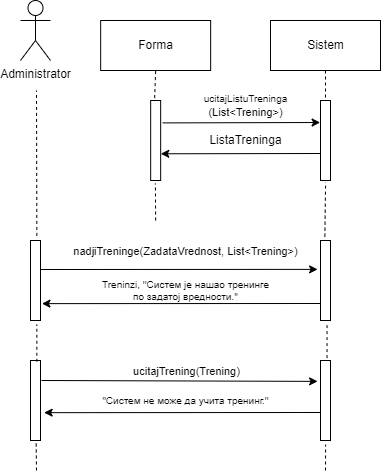 Forma
Sistem
Administrator
ucitajListuTreninga
(List<Trening>)
ListaTreninga
nadjiTreninge(ZadataVrednost, List<Trening>)
Treninzi, "Систем је нашао тренинге
по задатој вредности."
ucitajTrening(Trening)
"Систем не може да учита тренинг."